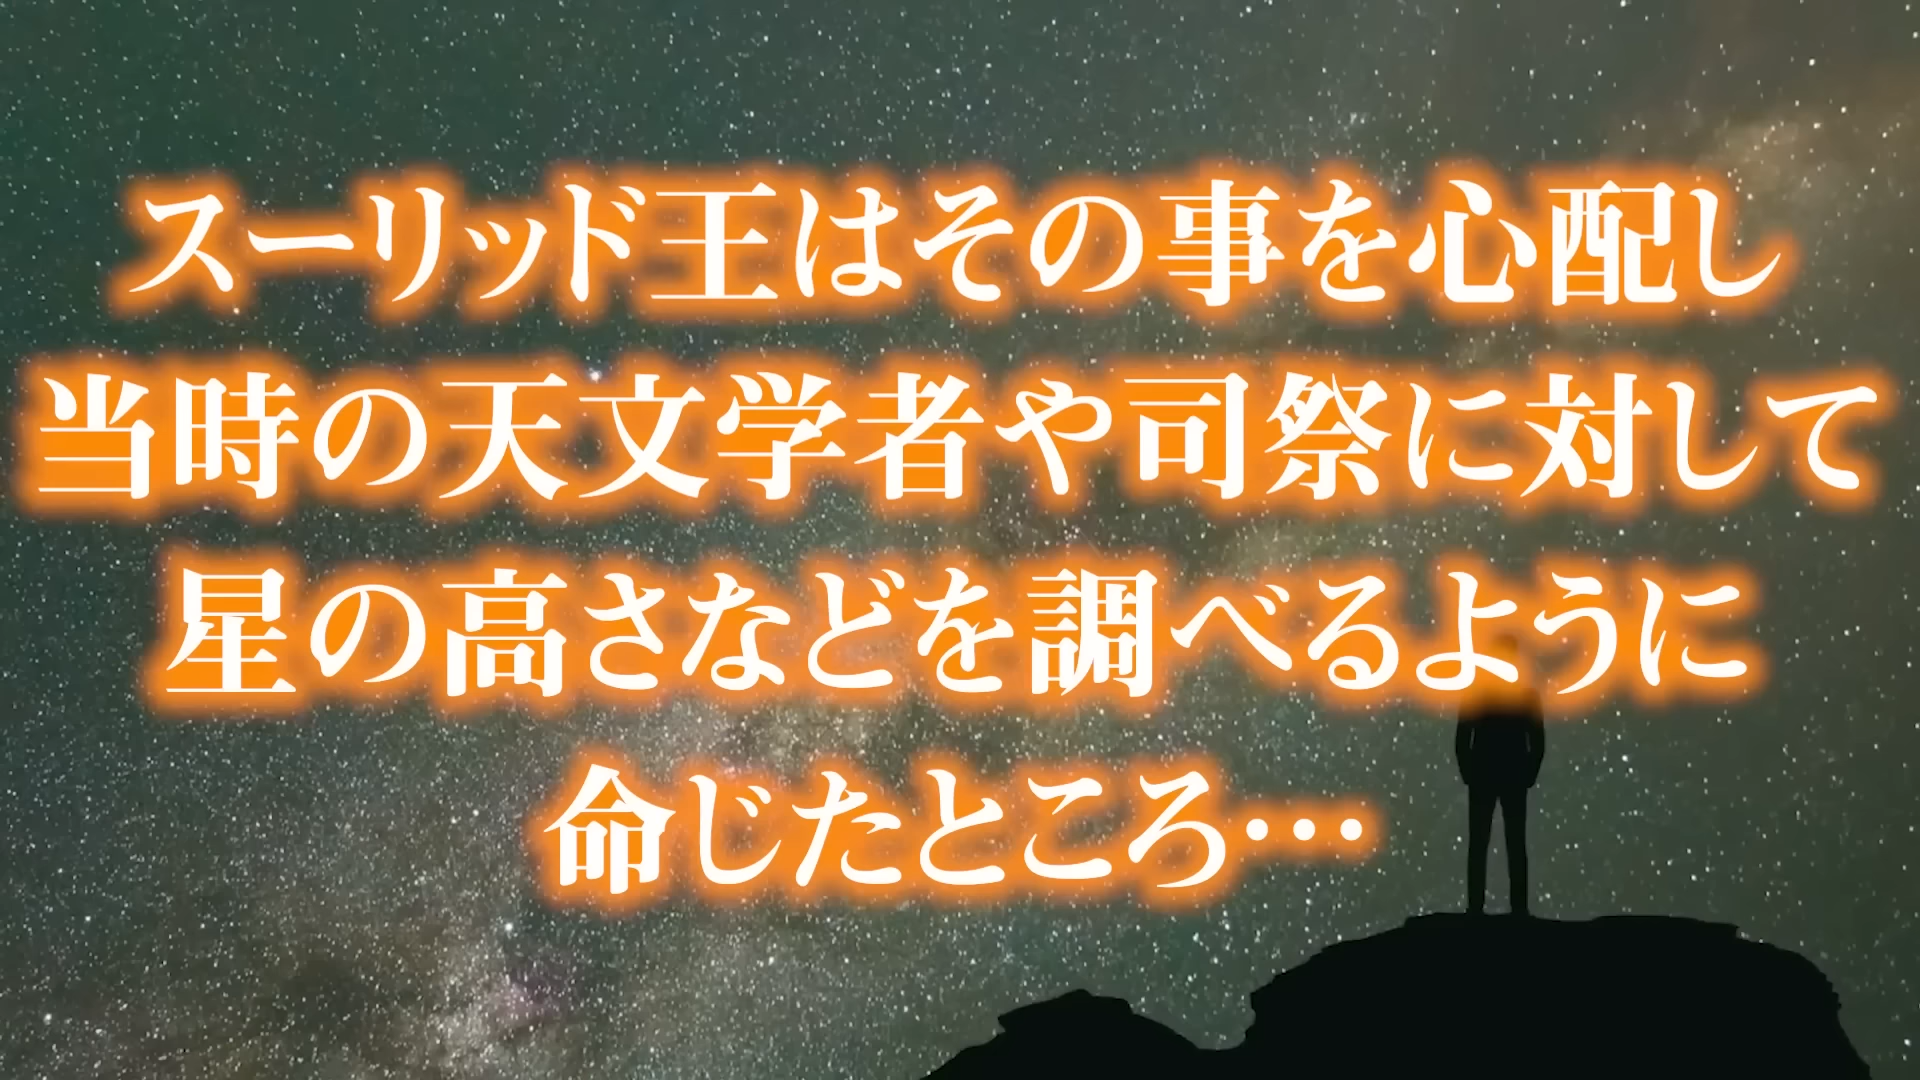 スーリッド王はその事を心配し
当時の天文学者や司祭に対して
星の高さなどを調べるように
命じたところ…